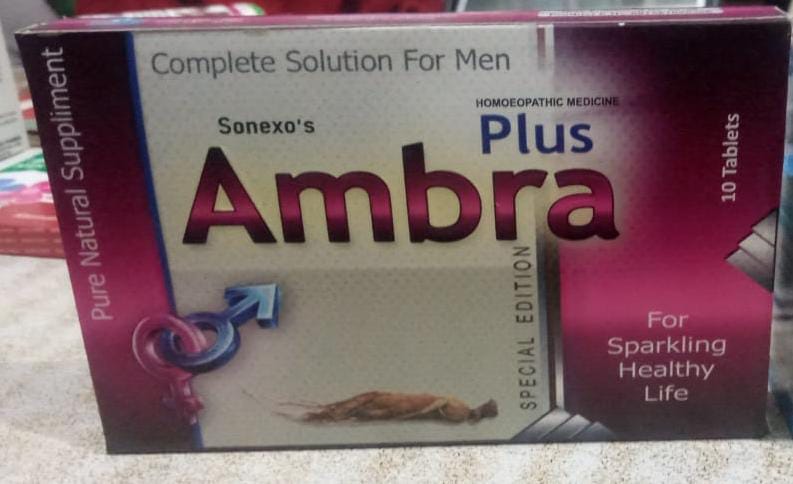 Pure Natural Suppliment
Complete Solution For Men
HOMOEOPATHIC MEDICINE
Sonexo's
Plus
Ambra
SPECIAL EDITION
10 Tablets
For
Sparkling
Healthy
Life